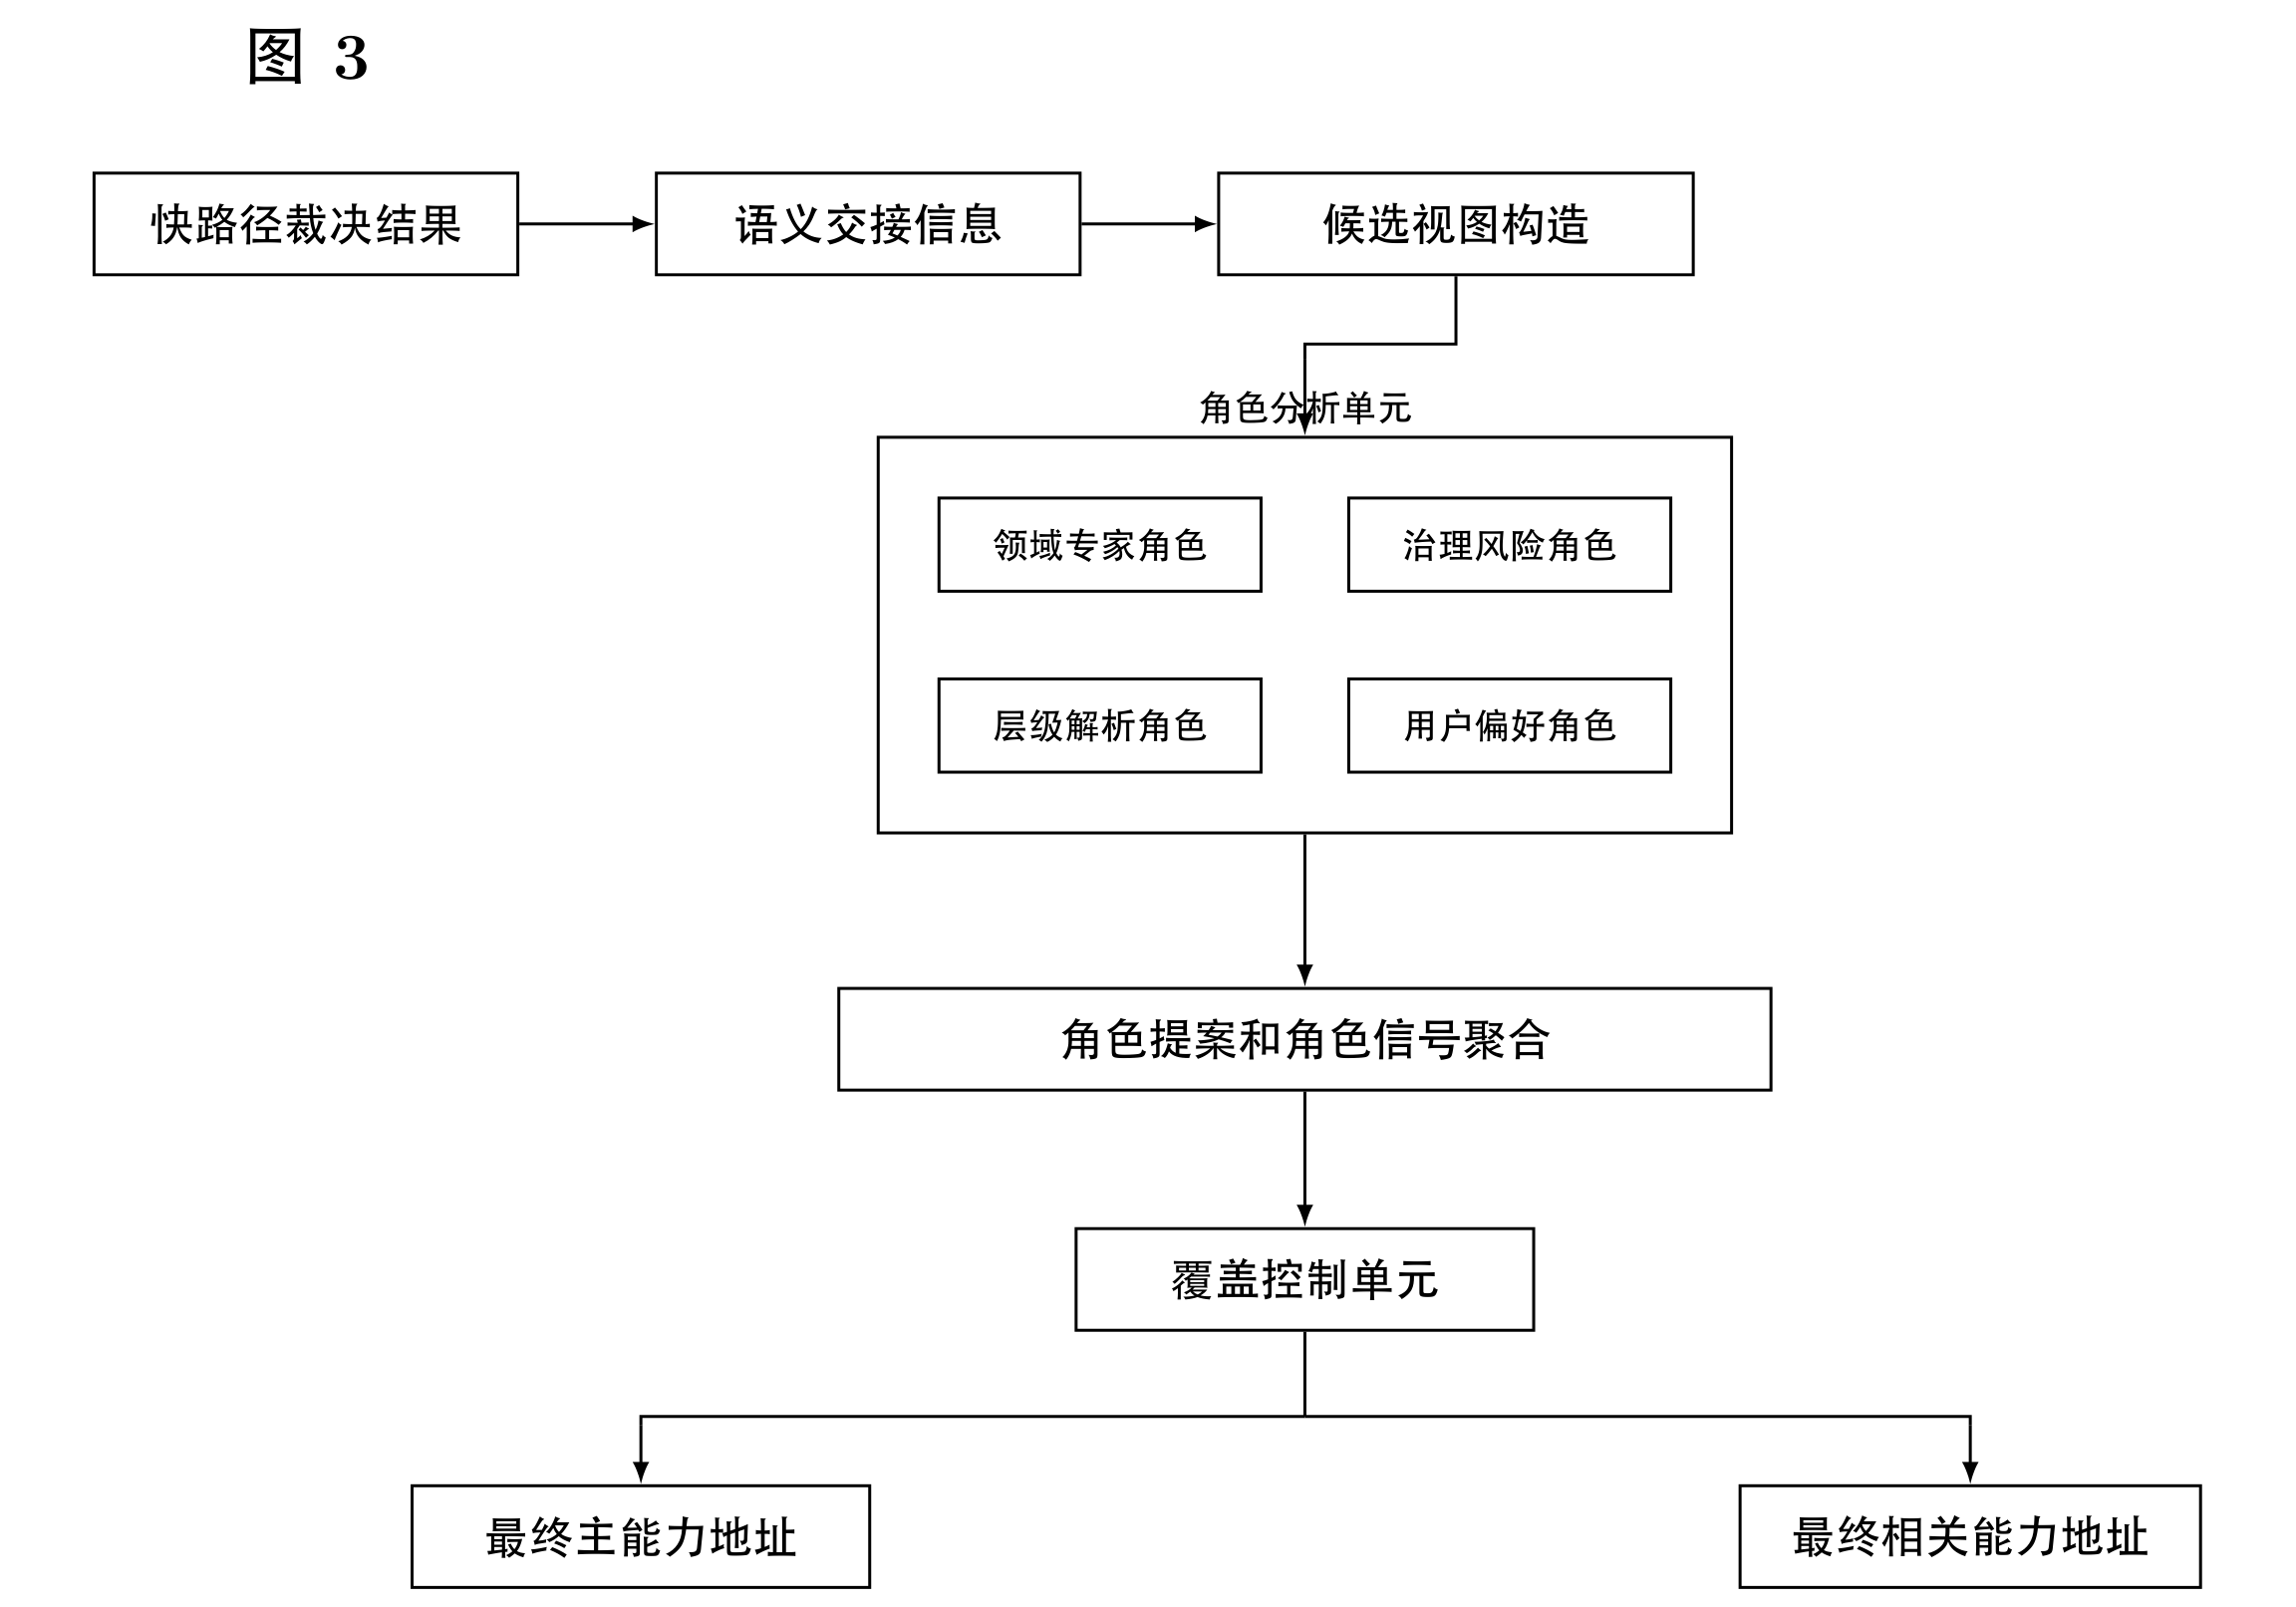 图 3
快路径裁决结果
语义交接信息
候选视图构造
角色分析单元
领域专家角色
治理风险角色
层级解析角色
用户偏好角色
角色提案和角色信号聚合
覆盖控制单元
最终主能力地址
最终相关能力地址